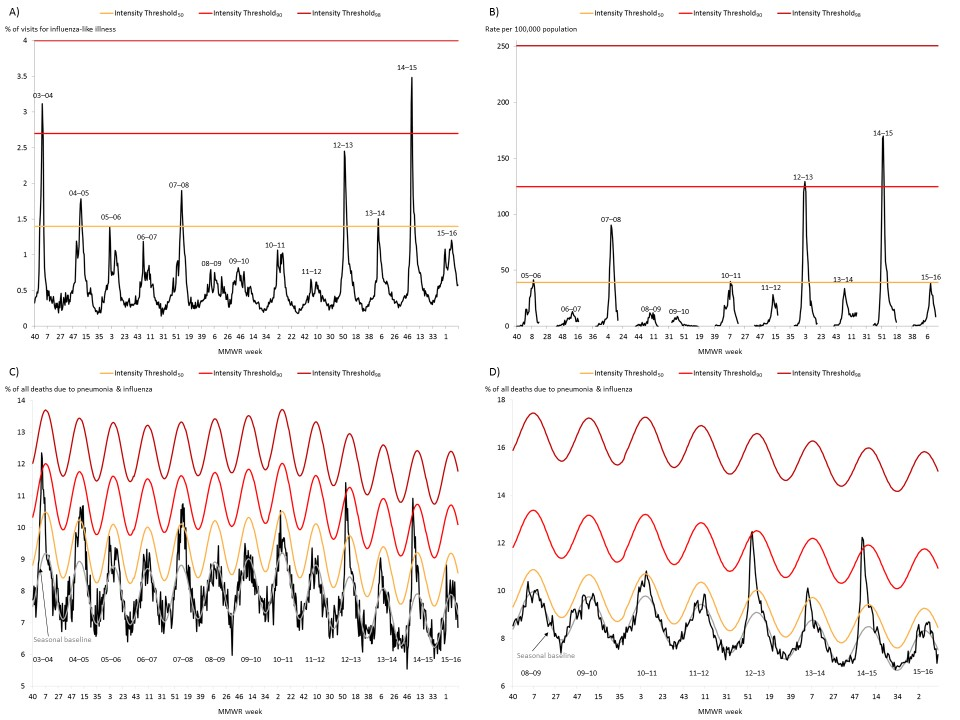 A)
Intensity Threshold50 Intensity Threshold90 Intensity Threshold98
% of visits for influenza-like illness
4
3.5
3
2.5
2
1.5
1
0.5
0
03–04
04–05
05–06
06–07
07–08
08–09
09–10
10–11
11–12
12–13
13–14
14–15
15–16
40 7 27 47 15 35 3 23 43 11 31 51 19 39 6 26 46 14 34 2 22 42 10 30 50 18 38 6 26 46 13 33 1
MMWR week
B)
Intensity Threshold50 Intensity Threshold90 Intensity Threshold98
Rate per 100,000 population
250
200
150
100
50
0
05–06
06–07
07–08
08–09
09–10
10–11
11–12
12–13
13–14
14–15
15–16
40 8 28 48 16 36 4 24 44 11 31 51 19 39 7 27 47 15 35 3 23 43 11 31 51 18 38 6
MMWR week
C)
Intensity Threshold50 Intensity Threshold90 Intensity Threshold98
% of all deaths due to pneumonia & influenza
14
13
12
11
10
9
8
7
6
5
Seasonal baseline
03–04 04–05 05–06 06–07 07–08 08–09 09–10 10–11 11–12 12–13 13–14 14–15 15–16
40 7 27 47 15 35 3 23 43 11 31 51 19 39 6 26 46 14 34 2 22 42 10 30 50 18 38 6 26 46 13 33 1
MMWR week
D)
Intensity Threshold50 Intensity Threshold90 Intensity Threshold98
% of all deaths due to pneumonia & influenza
18
16
14
12
10
8
6
Seasonal baseline
08–09 09–10 10–11 11–12 12–13 13–14 14–15 15–16
40 7 27 47 15 35 3 23 43 11 31 51 19 39 7 27 47 14 34 2
MMWR week